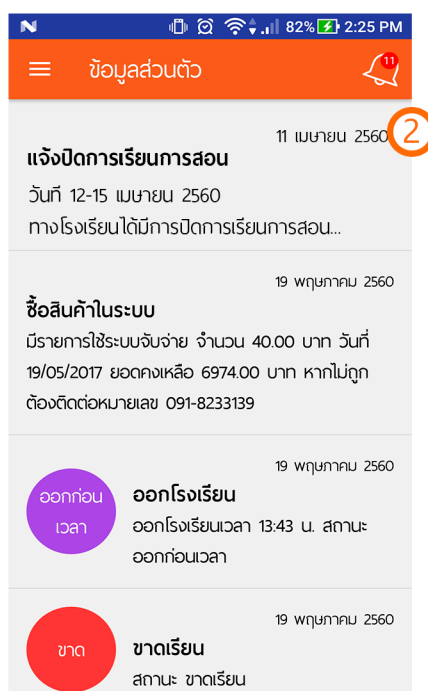 82% 2:25 PM
ข้อมูลส่วนตัว
11
11 เมษายน 2560
2
แจ้งปิดการเรียนการสอน
วันที่ 12-15 เมษายน 2560
ทางโรงเรียนได้มีการปิดการเรียนการสอน...
19 พฤษภาคม 2560
ซื้อสินค้าในระบบ
มีรายการใช้ระบบจับจ่าย จำนวน 40.00 บาท วันที่
19/05/2017 ยอดคงเหลือ 6974.00 บาท หากไม่ถูก
ต้องติดต่อหมายเลข 091-8233139
19 พฤษภาคม 2560
ออกก่อน
เวลา
ออกโรงเรียน
ออกโรงเรียนเวลา 13:43 น. สถานะ
ออกก่อนเวลา
19 พฤษภาคม 2560
ขาด
ขาดเรียน
สถานะ ขาดเรียน